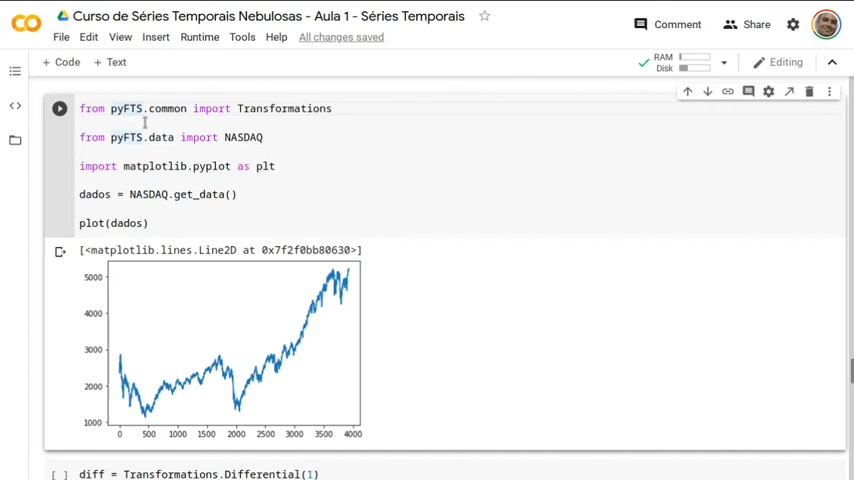 Curso de Séries Temporais Nebulosas - Aula 1 - Séries Temporais
Comment
Share
File Edit View Insert Runtime Tools Help All changes saved
+ Code + Text
RAM
Disk
Editing
from pyFTS.common import Transformations
from pyFTS.data import NASDAQ
import matplotlib.pyplot as plt
dados = NASDAQ.get_data()
plot(dados)
[<matplotlib.lines.Line2D at 0x7f2f0bb80630>]
5000
4000
3000
2000
1000
0 500 1000 1500 2000 2500 3000 3500 4000
[ ] diff = Transformations.Differential(1)